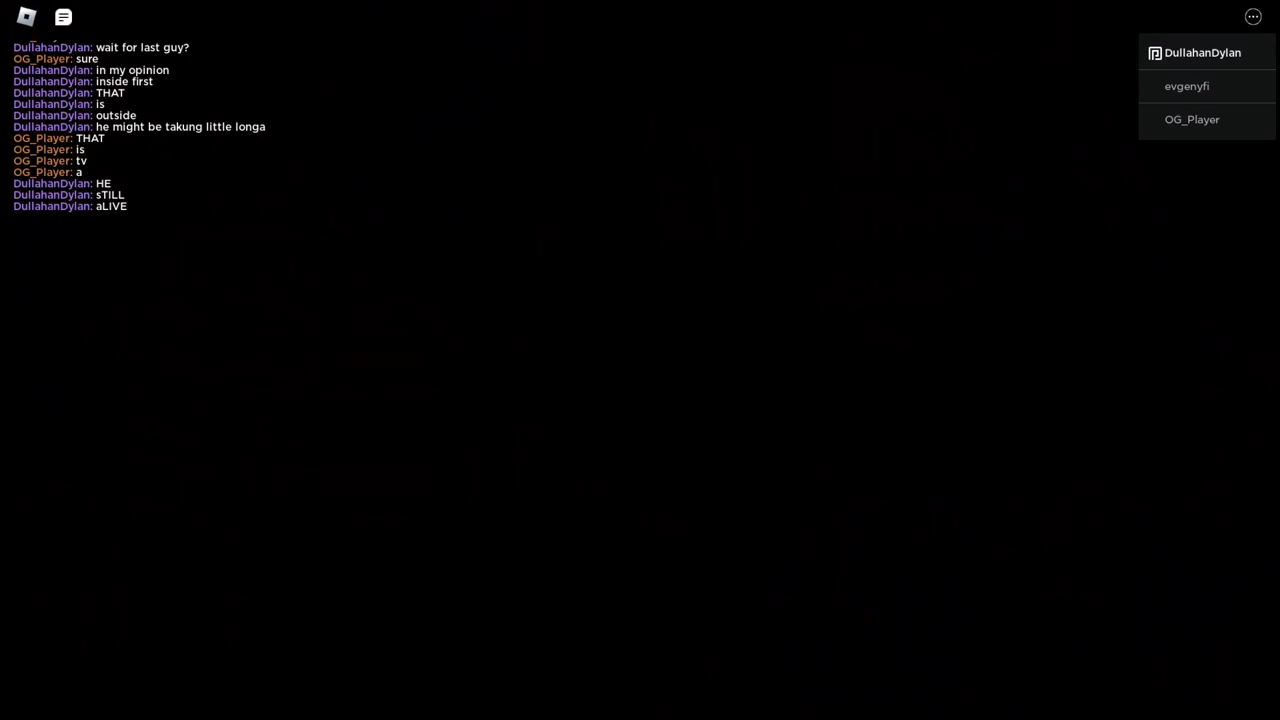 DullahanDylan: wait for last guy?
OG_Player: sure
DullahanDylan: in my opinion
DullahanDylan: inside first
DullahanDylan: THAT
DullahanDylan: is
DullahanDylan: outside
DullahanDylan: he might be takung little longa
OG_Player: THAT
OG_Player: is
OG_Player: tv
OG_Player: a
DullahanDylan: HE
DullahanDylan: sTILL
DullahanDylan: aLIVE
DullahanDylan
evgenyfi
OG_Player